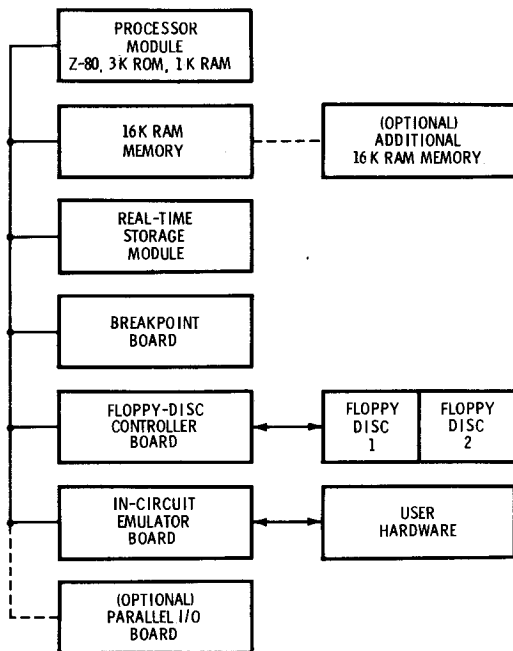 PROCESSOR
MODULE
Z-80, 3K ROM, 1K RAM
16K RAM
MEMORY
(OPTIONAL)
ADDITIONAL
16K RAM MEMORY
REAL-TIME
STORAGE
MODULE
BREAKPOINT
BOARD
FLOPPY-DISC
CONTROLLER
BOARD
FLOPPY
DISC
1
FLOPPY
DISC
2
IN-CIRCUIT
EMULATOR
BOARD
USER
HARDWARE
(OPTIONAL)
PARALLEL I/O
BOARD